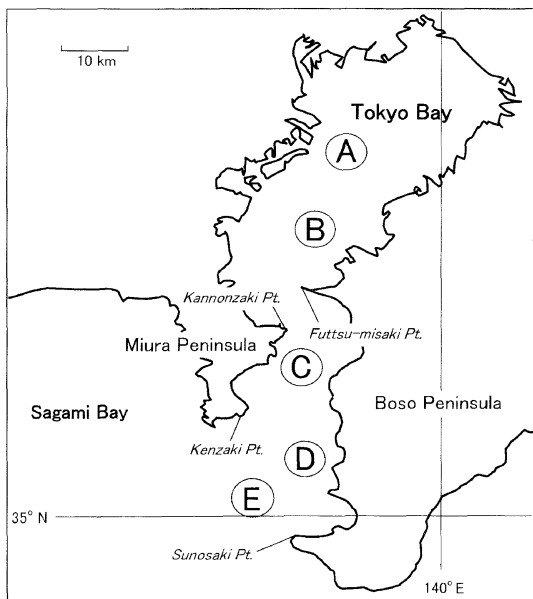 10 km
Tokyo Bay
A
B
Kannonzaki Pt.
Futtsu-misaki Pt.
Miura Peninsula
C
Sagami Bay
Boso Peninsula
Kenzaki Pt.
D
E
35° N
Sunosaki Pt.
140° E